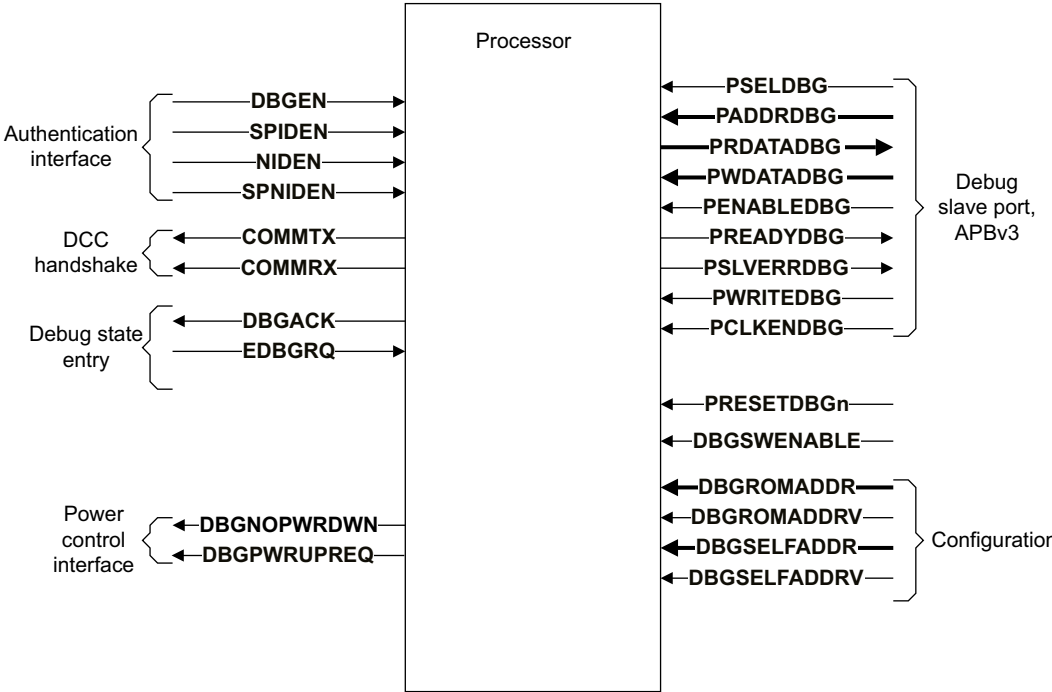 Processor
Authentication
interface
DBGEN
SPIDEN
NIDEN
SPNIDEN
DCC
handshake
COMMTX
COMMRX
Debug state
entry
DBGACK
EDBGRQ
Power
control
interface
DBGNOPWRDWN
DBGPWRUPREQ
PSELDBG
PADDRDBG
PRDATADBG
PWDATADBG
PENABLEDBG
PREADYDBG
PSLVERRDBG
PWRITEDBG
PCLKENDBG
Debug
slave port,
APBv3
PRESETDBGn
DBGSWENABLE
DBGROMADDR
DBGROMADDRV
DBGSELFADDR
DBGSELFADDRV
Configuration